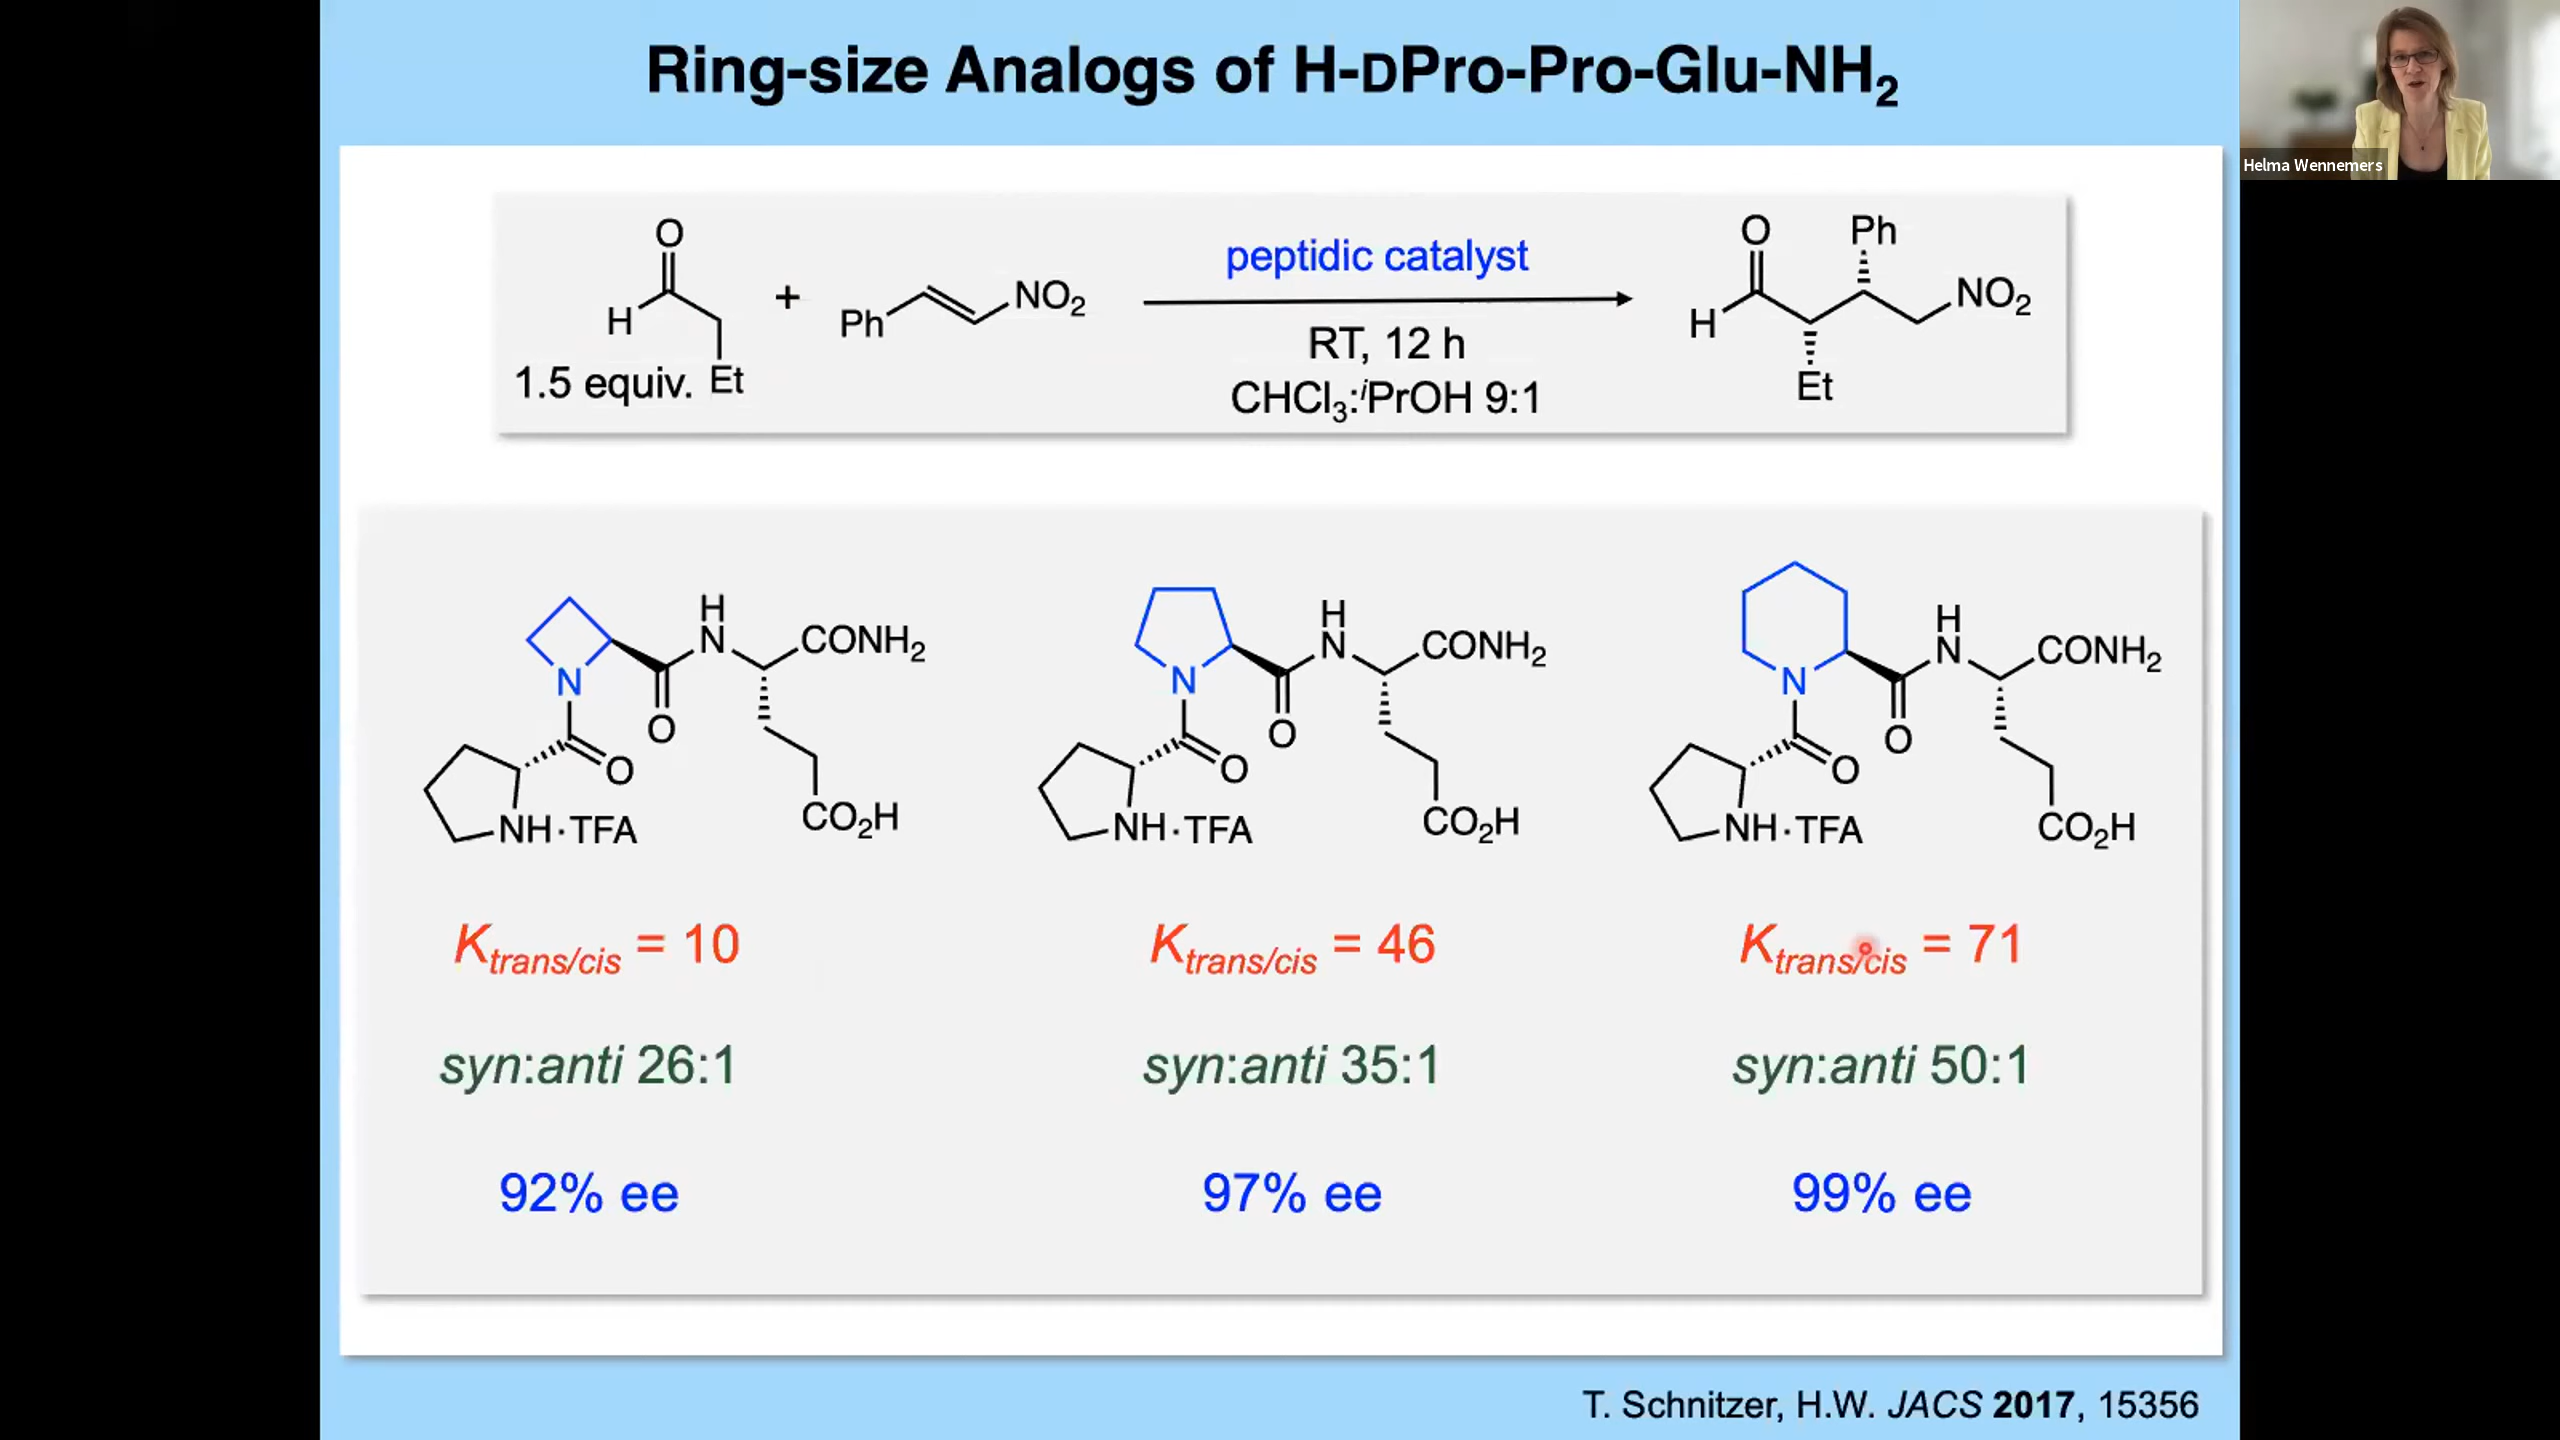 Ring-size Analogs of H-DPro-Pro-Glu-NH₂
Helma Wennemers
O
H
1.5 equiv. Et
+
Ph
NO₂
peptidic catalyst
RT, 12 h
CHCl₃:ⁱPrOH 9:1
O
Ph
H
NO₂
Et
H
N
CONH₂
N
O
O
NH·TFA
CO₂H
H
N
CONH₂
N
O
O
NH·TFA
CO₂H
H
N
CONH₂
N
O
O
NH·TFA
CO₂H
K trans/cis = 10
K trans/cis = 46
K trans/cis = 71
syn:anti 26:1
syn:anti 35:1
syn:anti 50:1
92% ee
97% ee
99% ee
T. Schnitzer, H.W. JACS 2017, 15356